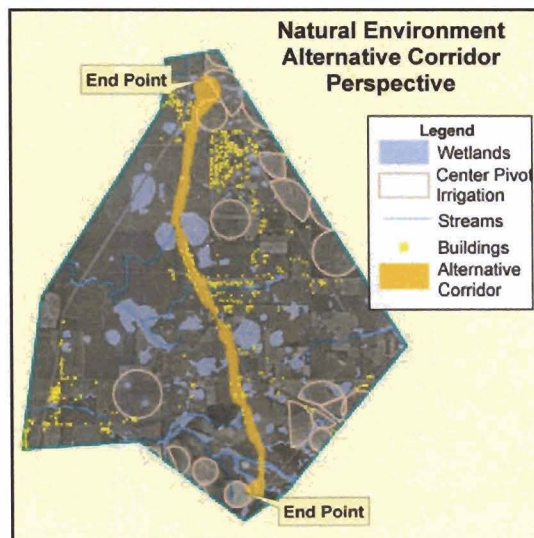 Natural Environment
Alternative Corridor
Perspective
End Point
Legend
Wetlands
Center Pivot
Irrigation
Streams
Buildings
Alternative
Corridor
End Point